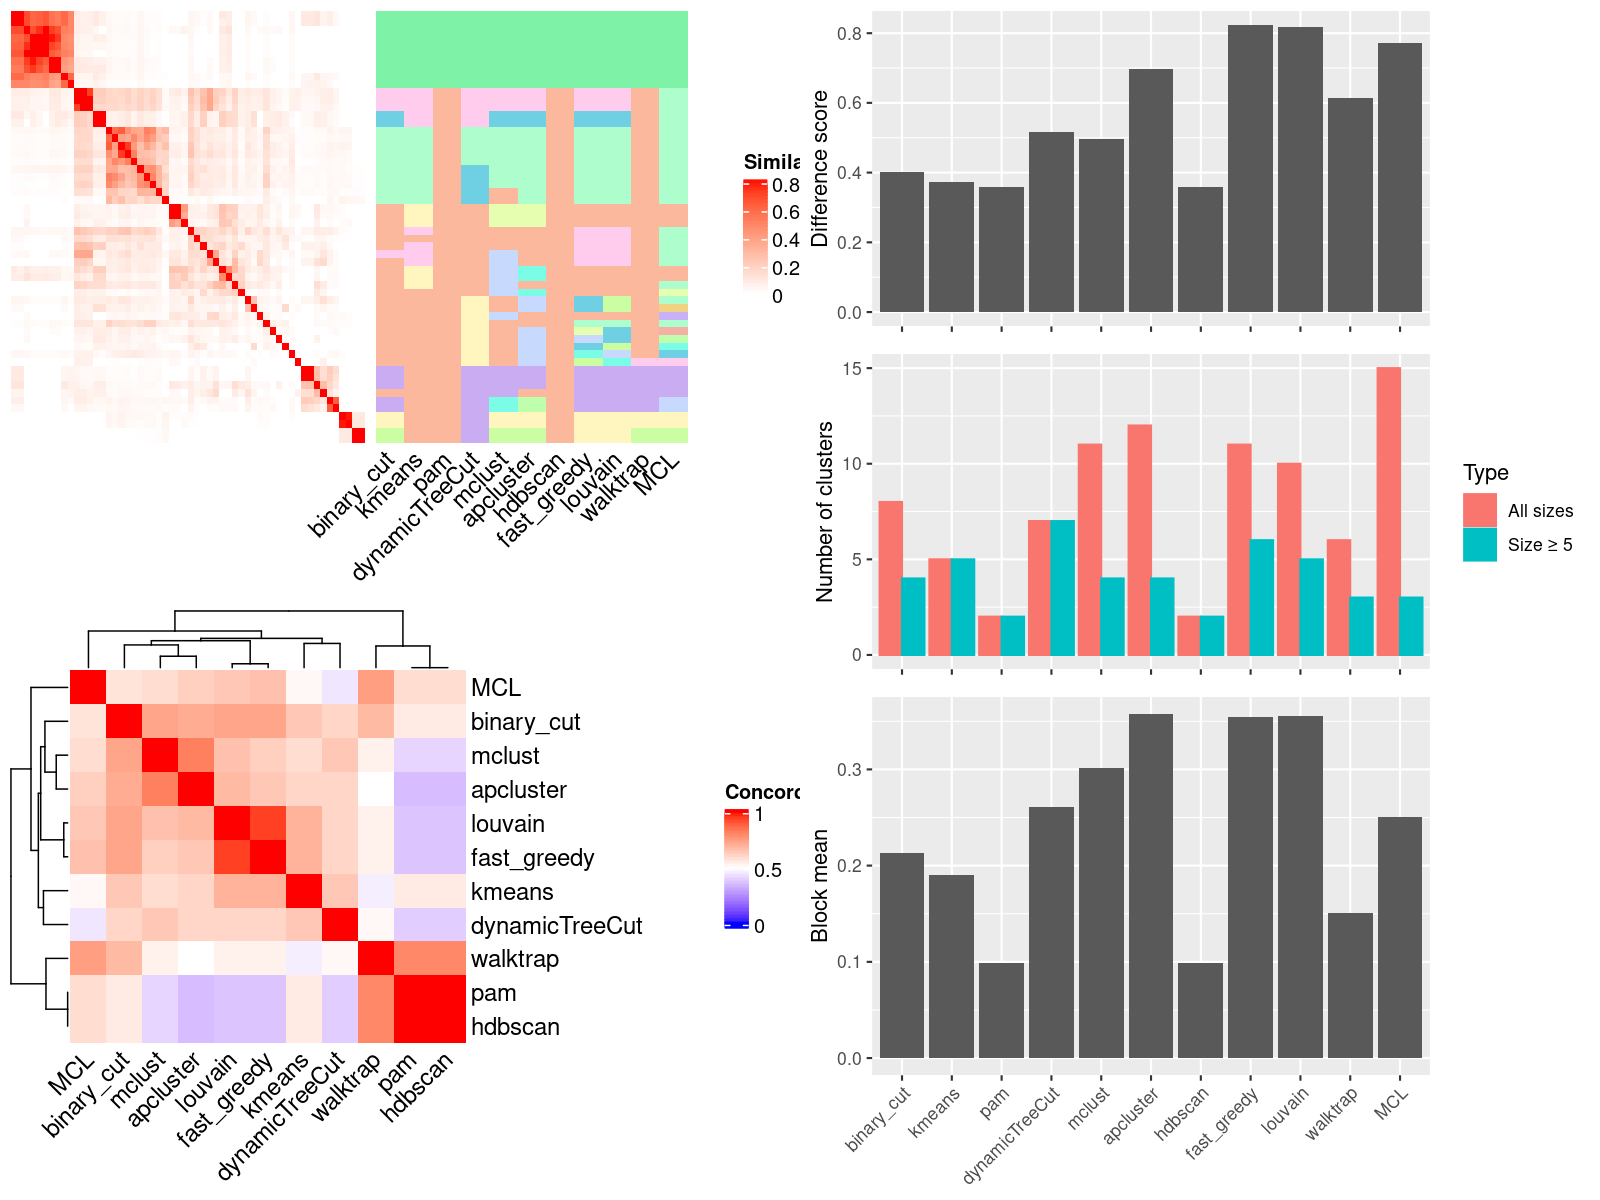 Simila
0.8
0.6
0.4
0.2
0
binary_cut
kmeans
pam
dynamicTreeCut
mclust
apcluster
hdbscan
fast_greedy
louvain
walktrap
MCL
MCL
binary_cut
mclust
apcluster
louvain
fast_greedy
kmeans
dynamicTreeCut
walktrap
pam
hdbscan
MCL
binary_cut
mclust
apcluster
louvain
fast_greedy
kmeans
dynamicTreeCut
walktrap
pam
hdbscan
Concord
1
0.5
0
Difference score
0.8
0.6
0.4
0.2
0.0
Number of clusters
15
10
5
0
Type
All sizes
Size ≥ 5
Block mean
0.3
0.2
0.1
0.0
binary_cut
kmeans
pam
dynamicTreeCut
mclust
apcluster
hdbscan
fast_greedy
louvain
walktrap
MCL